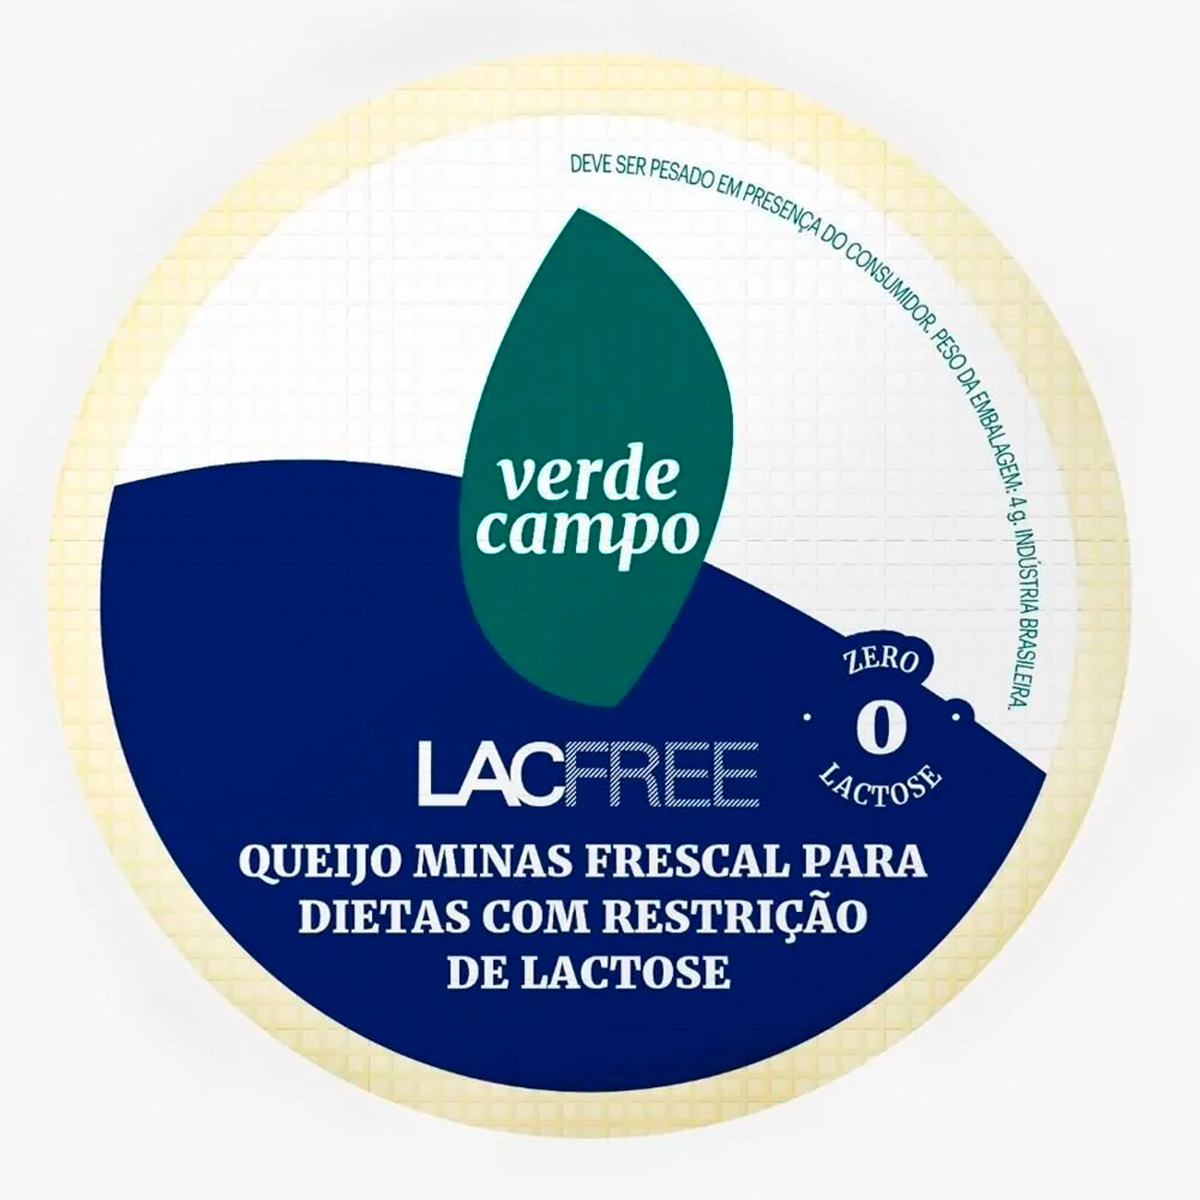 DEVE SER PESADO EM PRESENÇA DO CONSUMIDOR. PESO DA EMBALAGEM: 4 g. INDÚSTRIA BRASILEIRA.
verde
campo
ZERO
0
LACTOSE
LACFREE
QUEIJO MINAS FRESCAL PARA
DIETAS COM RESTRIÇÃO
DE LACTOSE